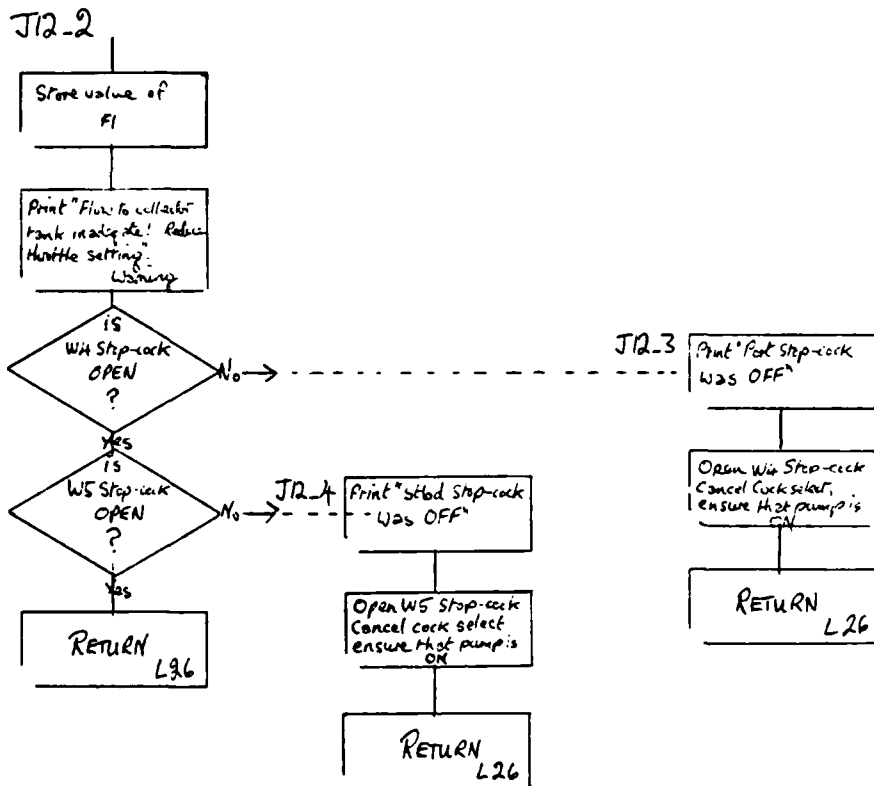 J12-2
Store value of
F1
Print "Flow to collector
tank inadiqate! Reduce
throttle setting".
Warning
is
W4 Stop-cock
OPEN
?
No
Yes
is
W5 Stop-cock
OPEN
?
No
Yes
RETURN
L26
J12-4
Print "stbd Stop-cock
was OFF"
Open W5 Stop-cock
Cancel cock select
ensure that pump is
ON
RETURN
L26
J12-3
Print "Port Stop-cock
was OFF"
Open W4 Stop-cock
Cancel Cock select,
ensure that pump is
ON
RETURN
L26